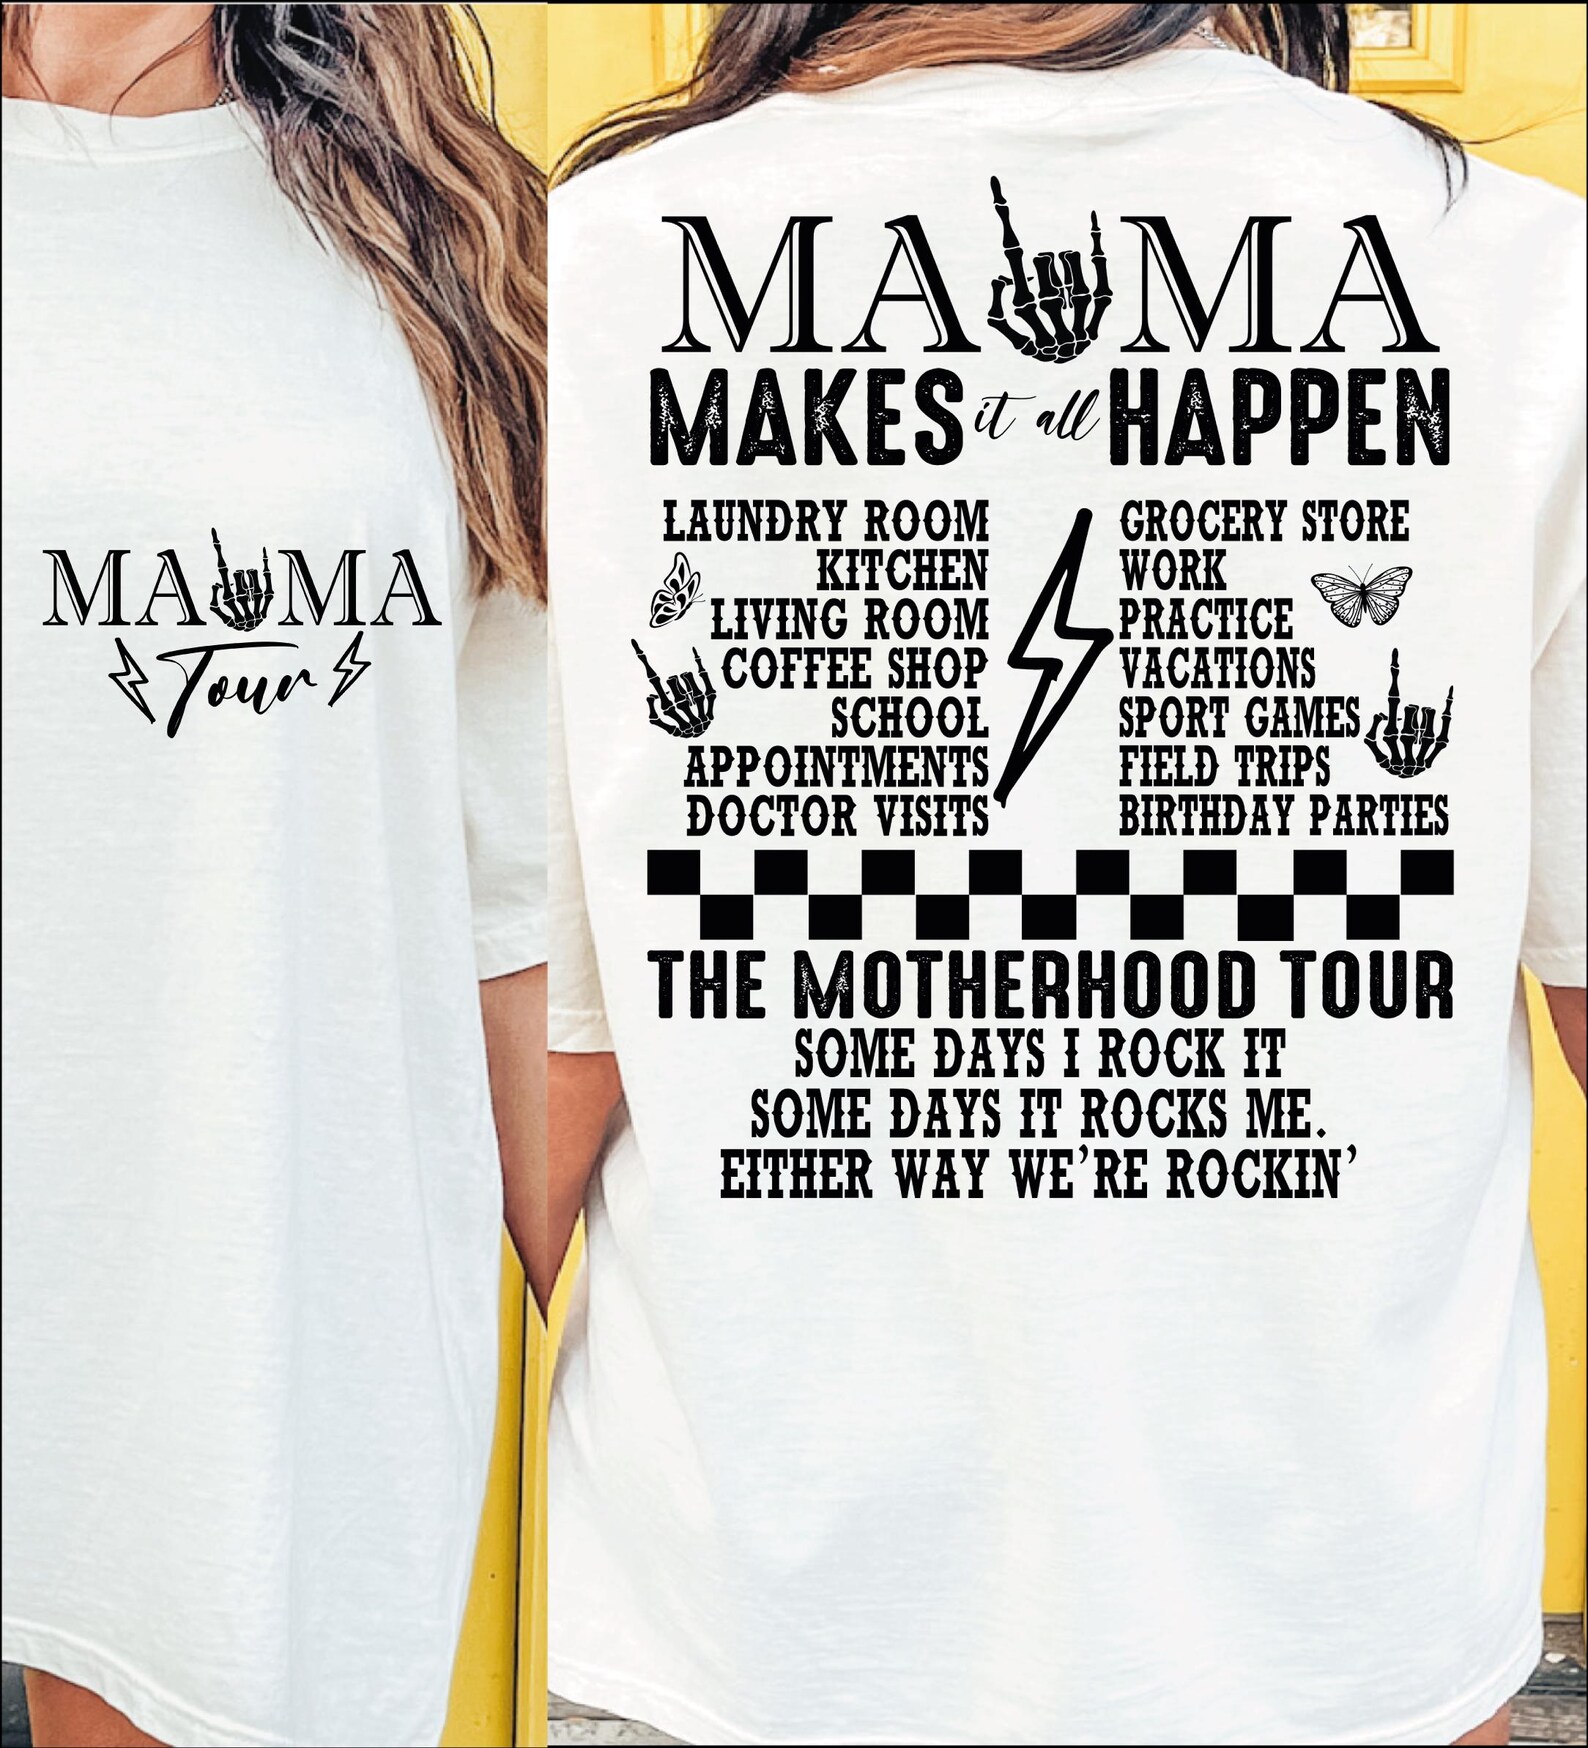 MAMA
Tour
MAMA
MAKES it all HAPPEN
LAUNDRY ROOM
KITCHEN
LIVING ROOM
COFFEE SHOP
SCHOOL
APPOINTMENTS
DOCTOR VISITS
GROCERY STORE
WORK
PRACTICE
VACATIONS
SPORT GAMES
FIELD TRIPS
BIRTHDAY PARTIES
THE MOTHERHOOD TOUR
SOME DAYS I ROCK IT
SOME DAYS IT ROCKS ME.
EITHER WAY WE'RE ROCKIN'